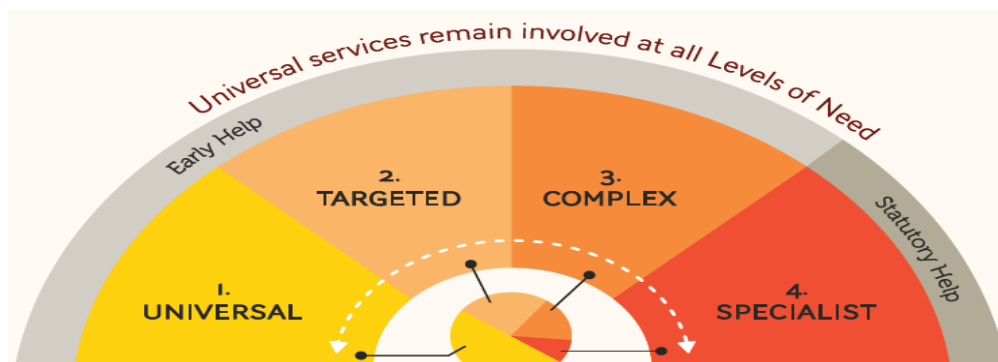 Universal services remain involved at all Levels of Need
Early Help
2.
TARGETED
3.
COMPLEX
Statutory Help
1.
UNIVERSAL
4.
SPECIALIST